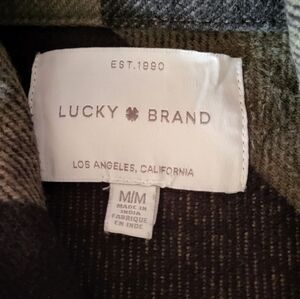 EST.1990
LUCKY BRAND
LOS ANGELES, CALIFORNIA
M/M
MADE IN
INDIA
FABRIQUE
EN INDE